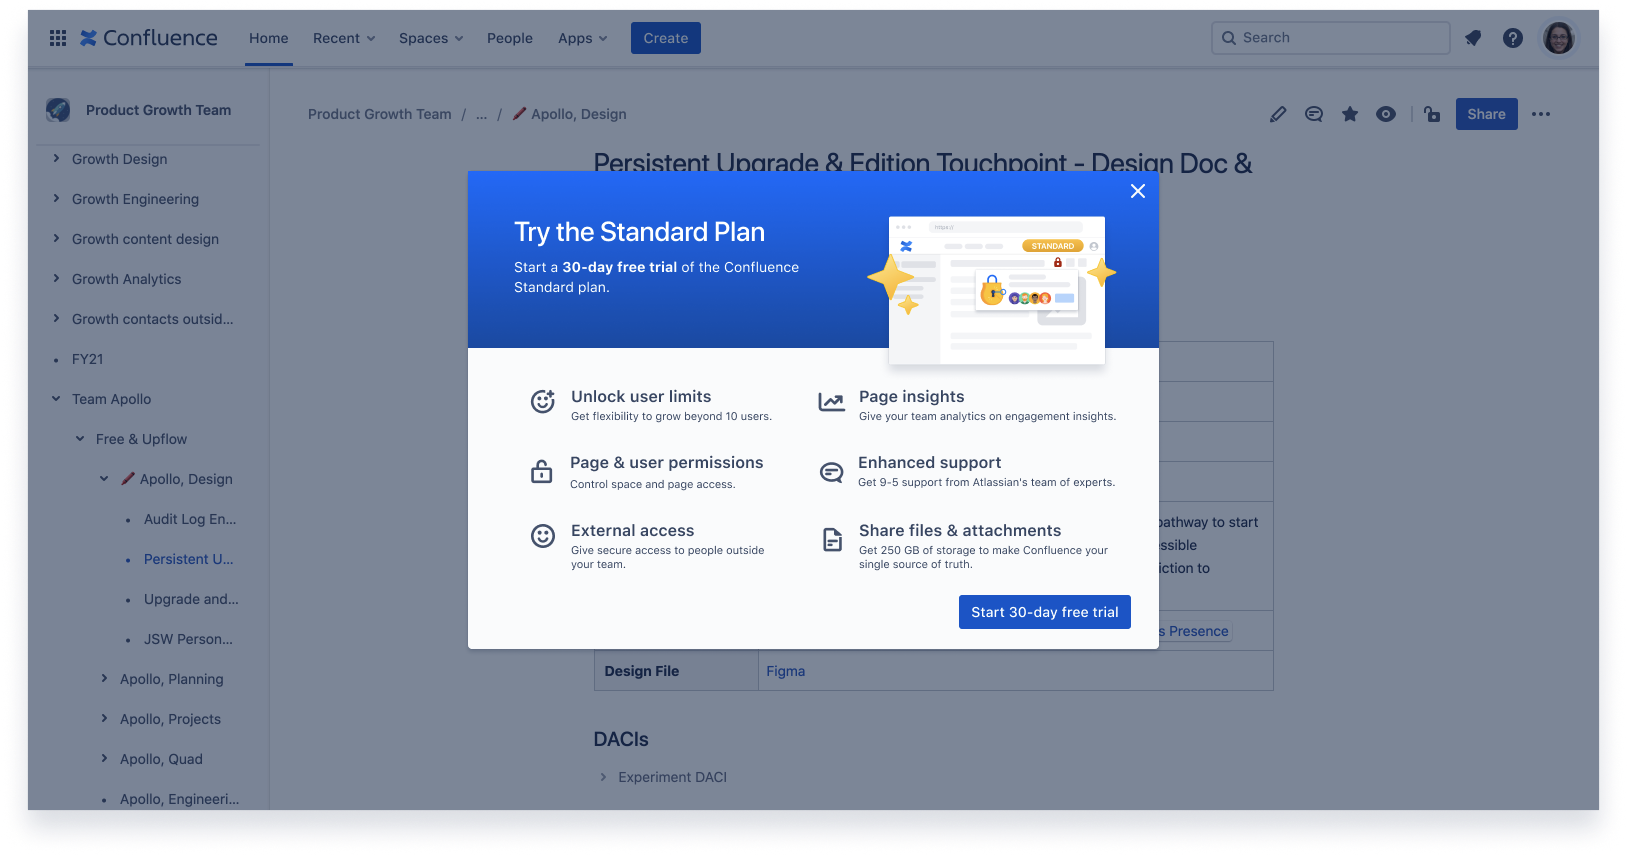 Confluence
Home
Recent
Spaces
People
Apps
Create
Search
Product Growth Team
Growth Design
Growth Engineering
Growth content design
Growth Analytics
Growth contacts outsid...
FY21
Team Apollo
Free & Upflow
Apollo, Design
Audit Log En...
Persistent U...
Upgrade and...
JSW Person...
Apollo, Planning
Apollo, Projects
Apollo, Quad
Apollo, Engineeri...
Product Growth Team / ... / Apollo, Design
Share
Persistent Upgrade & Edition Touchpoint - Design Doc &
Try the Standard Plan
Start a 30-day free trial of the Confluence
Standard plan.
STANDARD
Unlock user limits
Get flexibility to grow beyond 10 users.
Page insights
Give your team analytics on engagement insights.
Page & user permissions
Control space and page access.
Enhanced support
Get 9-5 support from Atlassian's team of experts.
External access
Give secure access to people outside
your team.
Share files & attachments
Get 250 GB of storage to make Confluence your
single source of truth.
Start 30-day free trial
pathway to start
ssible
iction to
s Presence
Design File
Figma
DACIs
Experiment DACI